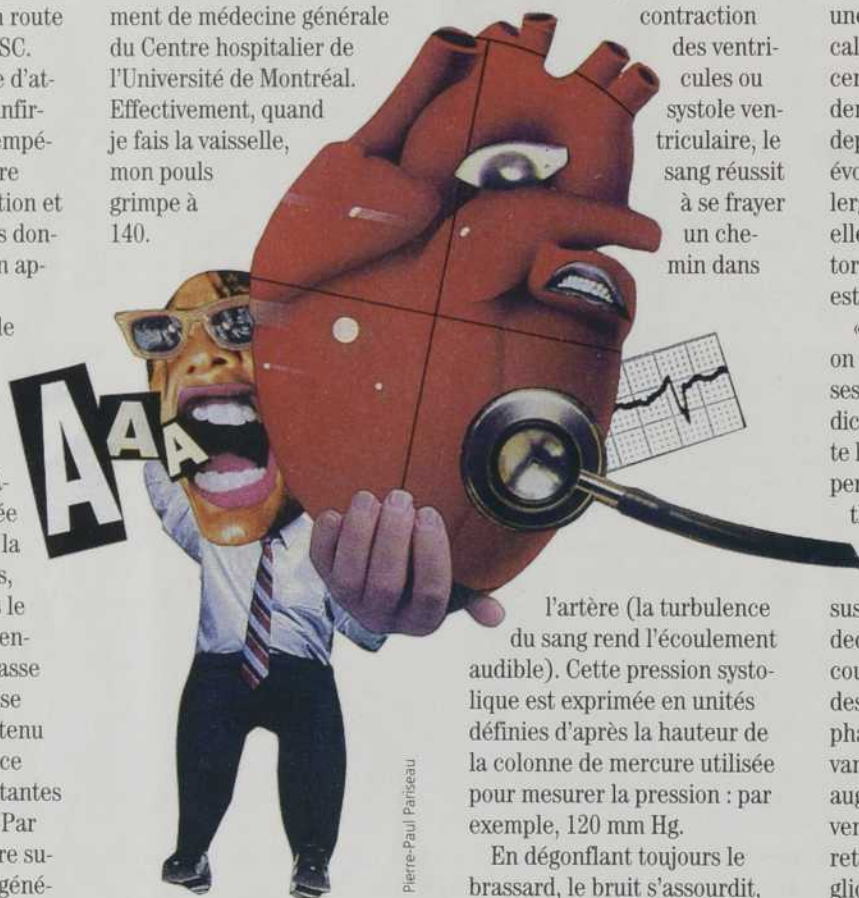 route
SC.
d'at-
nfir-
empé-
re
tion et
s don-
n ap-
le
ée
la
s,
le
en-
asse
se
tenu
ce
tantes
Par
re su-
géné-
ment de médecine générale
du Centre hospitalier de
l'Université de Montréal.
Effectivement, quand
je fais la vaisselle,
mon pouls
grimpe à
140.
A A A
Pierre-Paul Pariseau
contraction
des ventri-
cules ou
systole ven-
triculaire, le
sang réussit
à se frayer
un che-
min dans
l'artère (la turbulence
du sang rend l'écoulement
audible). Cette pression systo-
lique est exprimée en unités
définies d'après la hauteur de
la colonne de mercure utilisée
pour mesurer la pression : par
exemple, 120 mm Hg.
En dégonflant toujours le
brassard, le bruit s'assourdit,
une
cal
cen
der
dep
évo
ler
elle
tor
est
«
on
ses
dic
te
per
t
sus
dec
cou
des
pha
van
aug
ven
ret
glic